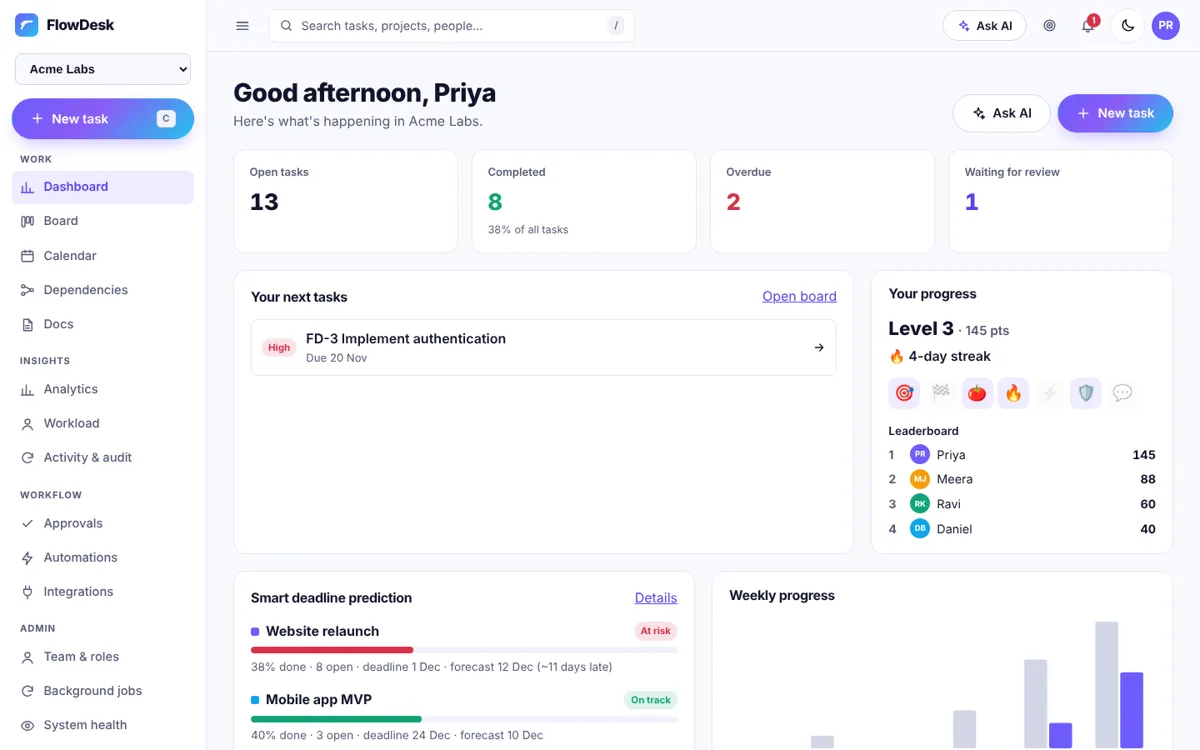 FlowDesk
Acme Labs
New task C
WORK
Dashboard
Board
Calendar
Dependencies
Docs
INSIGHTS
Analytics
Workload
Activity & audit
WORKFLOW
Approvals
Automations
Integrations
ADMIN
Team & roles
Background jobs
System health
Search tasks, projects, people... /
Ask AI
1
PR
Good afternoon, Priya
Here's what's happening in Acme Labs.
Ask AI
New task
Open tasks
13
Completed
8
38% of all tasks
Overdue
2
Waiting for review
1
Your next tasks
Open board
High
FD-3 Implement authentication
Due 20 Nov
Your progress
Level 3 · 145 pts
4-day streak
Leaderboard
1 PR Priya 145
2 MJ Meera 88
3 RK Ravi 60
4 DB Daniel 40
Smart deadline prediction
Details
Website relaunch
At risk
38% done · 8 open · deadline 1 Dec · forecast 12 Dec (~11 days late)
Mobile app MVP
On track
40% done · 3 open · deadline 24 Dec · forecast 10 Dec
Weekly progress